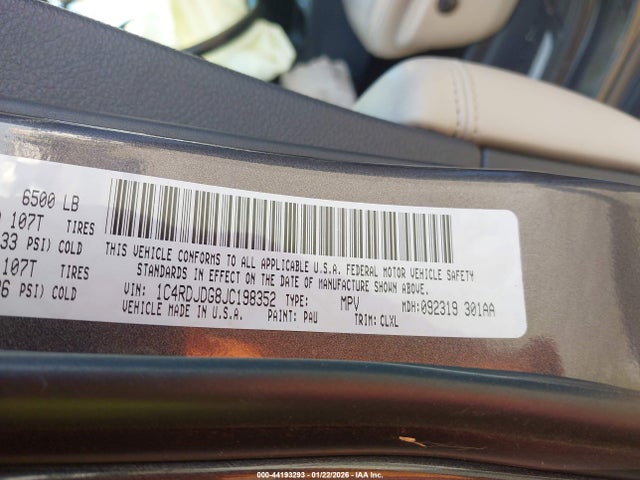 6500 LB
107T TIRES
33 PSI) COLD
107T TIRES
6 PSI) COLD
THIS VEHICLE CONFORMS TO ALL APPLICABLE U.S.A. FEDERAL MOTOR VEHICLE SAFETY
STANDARDS IN EFFECT ON THE DATE OF MANUFACTURE SHOWN ABOVE.
VIN: 1C4RDJDG8JC198352 TYPE: MPV MDH:092319 301AA
VEHICLE MADE IN U.S.A. PAINT: PAU TRIM: CLXL
000-44193293 - 01/22/2026 - IAA Inc.